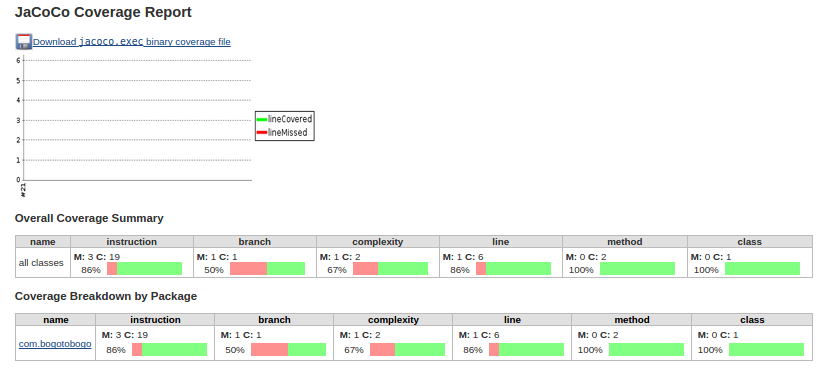 JaCoCo Coverage Report
Download jacoco.exec binary coverage file
6
5
4
3
2
1
0
#21
lineCovered
lineMissed
Overall Coverage Summary
name instruction branch complexity line method class
all classes M: 3 C: 19 M: 1 C: 1 M: 1 C: 2 M: 1 C: 6 M: 0 C: 2 M: 0 C: 1
86% 50% 67% 86% 100% 100%
Coverage Breakdown by Package
name instruction branch complexity line method class
com.bogotobogo M: 3 C: 19 M: 1 C: 1 M: 1 C: 2 M: 1 C: 6 M: 0 C: 2 M: 0 C: 1
86% 50% 67% 86% 100% 100%